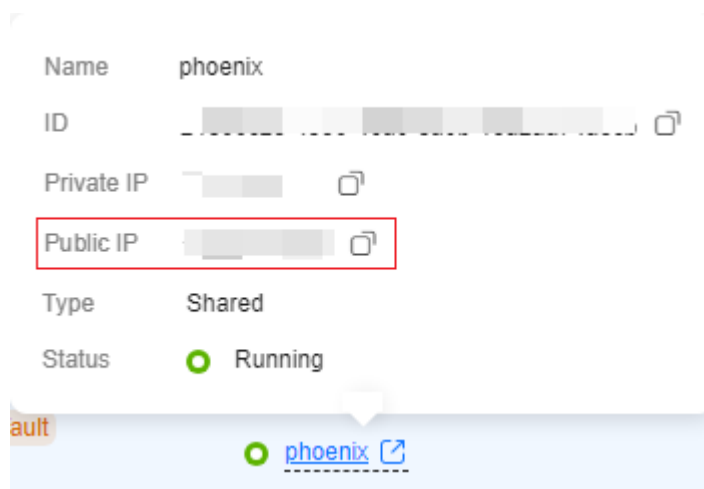 Name phoenix
ID
Private IP
Public IP
Type Shared
Status Running
ault
phoenix